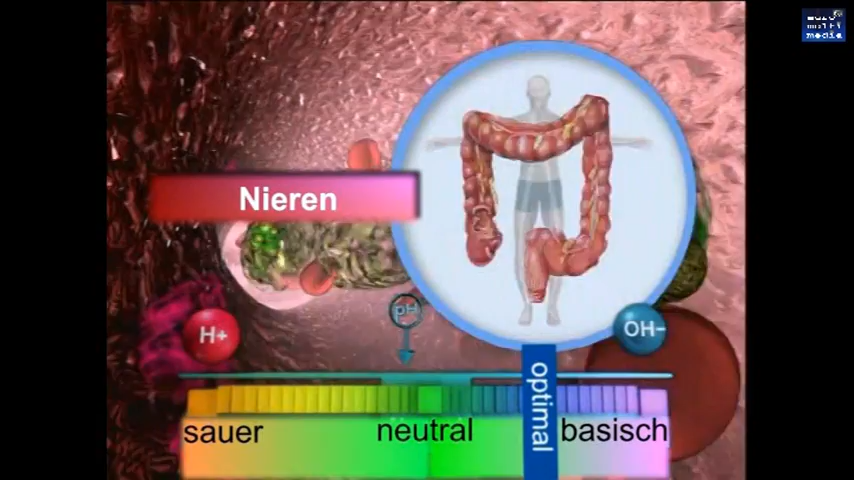 Nieren
pH
H+
OH-
optimal
sauer
neutral
basisch